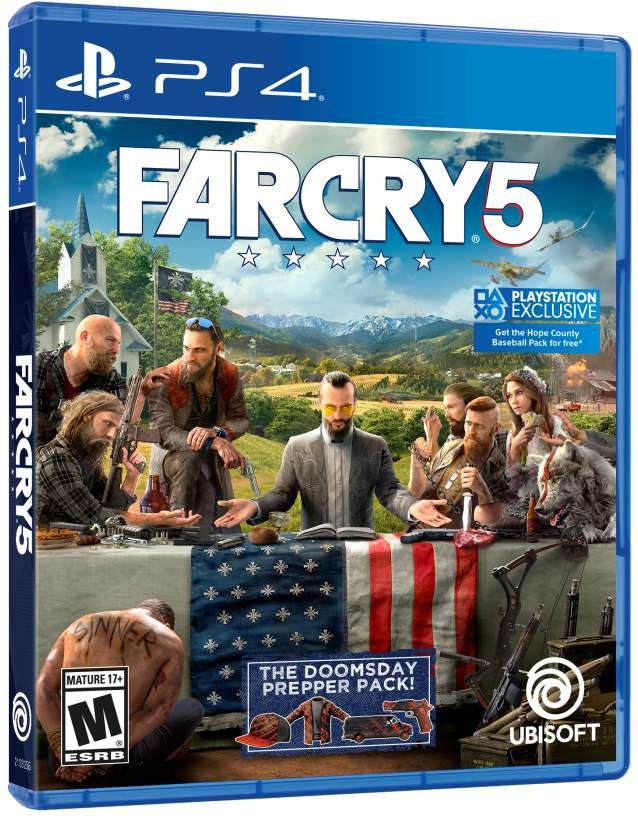 PS4
PS4
FARCRY5
PLAYSTATION
EXCLUSIVE
Get the Hope County
Baseball Pack for free*
FARCRY5
SINNER
THE DOOMSDAY
PREPPER PACK!
MATURE 17+
M
ESRB
UBISOFT